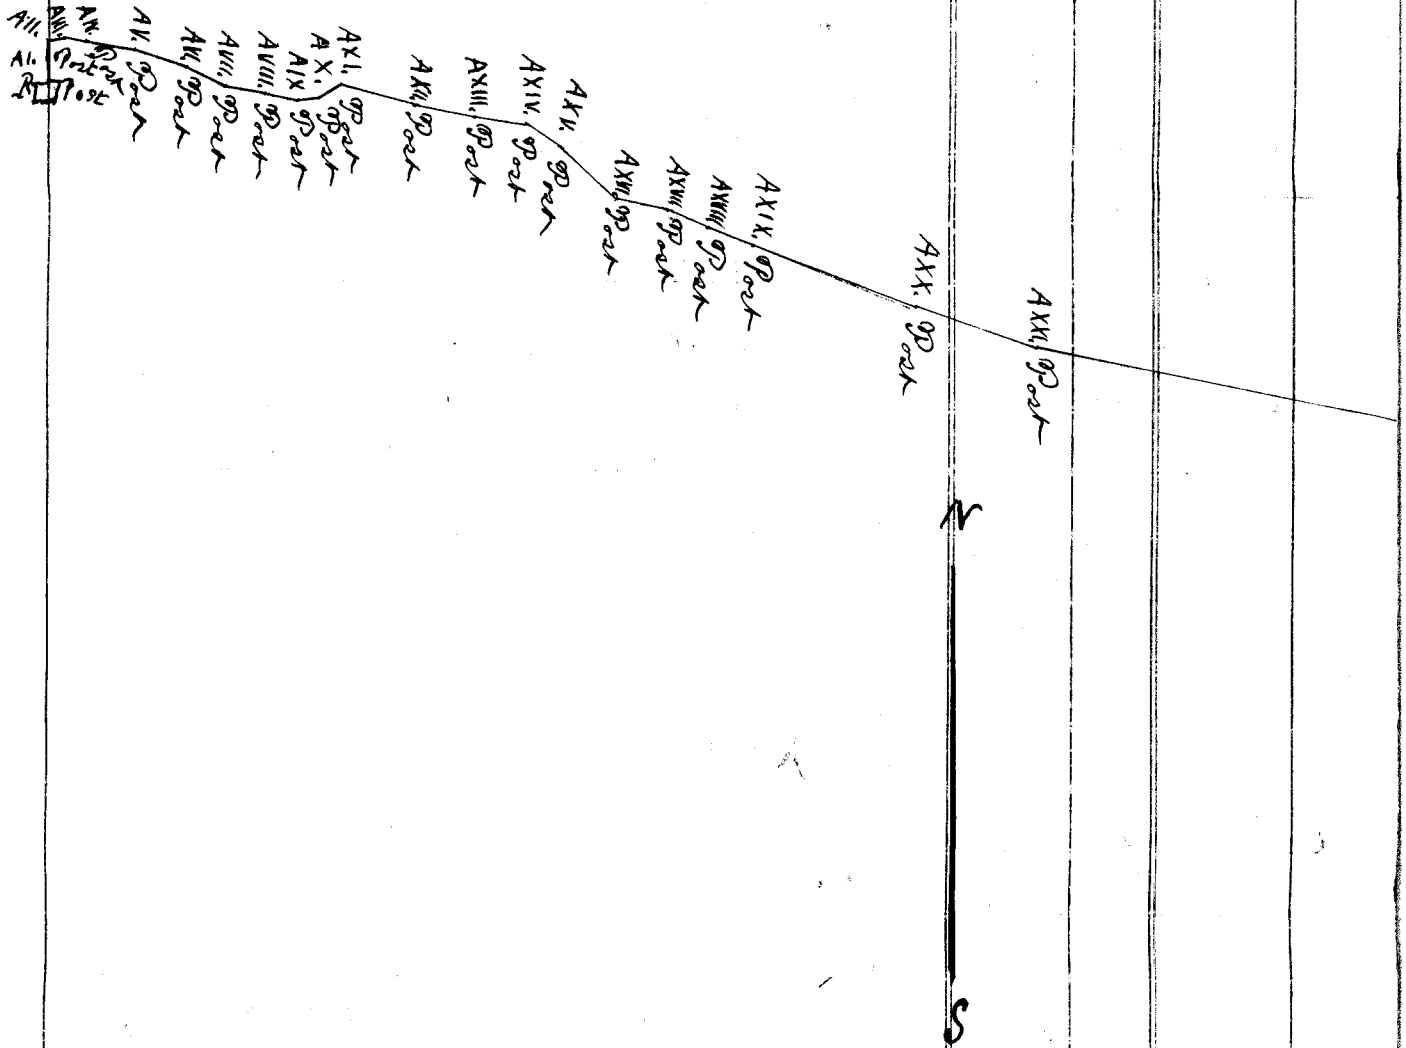 AIII.
AIII.
AIV. Post
AI. Post
R Post
AV. Post
AVI. Post
AVII. Post
AVIII. Post
AIX Post
AX. Post
AXI. Post
AXII. Post
AXIII. Post
AXIV. Post
AXV. Post
AXVI. Post
AXVII. Post
AXVIII. Post
AXIX. Post
AXX. Post
AXXI. Post
N
S